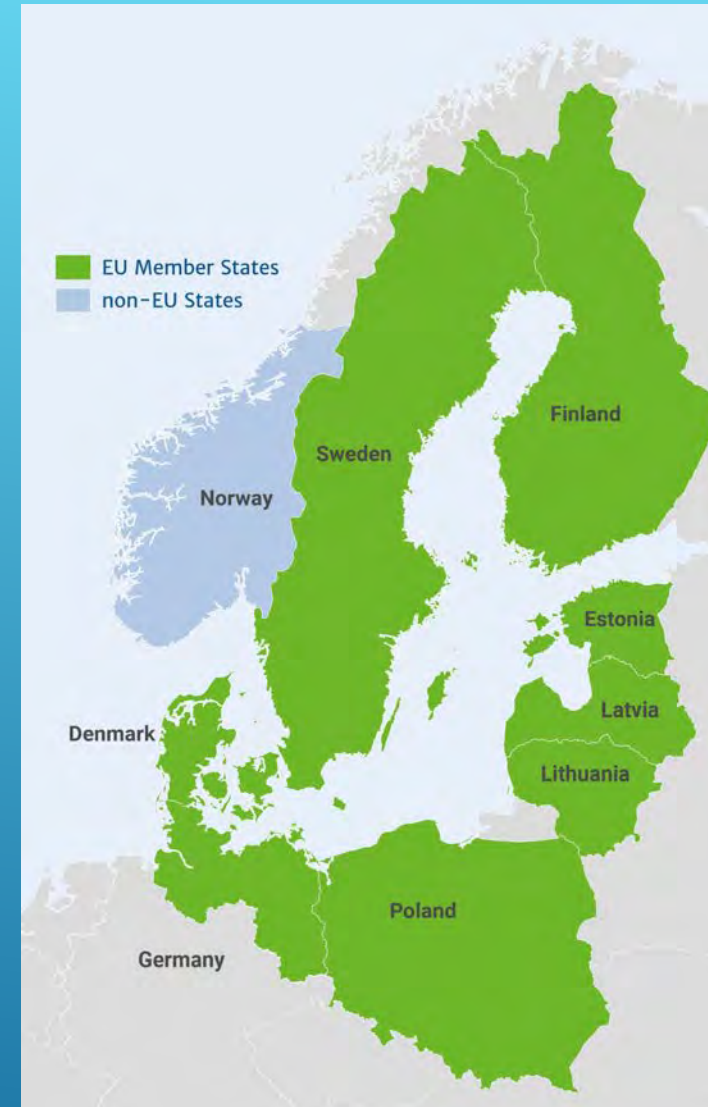 EU Member States
non-EU States
Finland
Sweden
Norway
Estonia
Latvia
Denmark
Lithuania
Poland
Germany